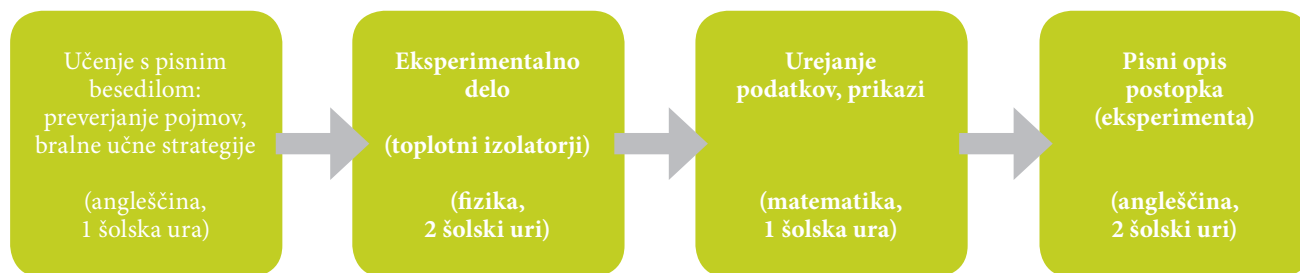 Učenje s pisnim
besedilom:
preverjanje pojmov,
bralne učne strategije
(angleščina,
1 šolska ura)
Eksperimentalno
delo
(toplotni izolatorji)
(fizika,
2 šolski uri)
Urejanje
podatkov, prikazi
(matematika,
1 šolska ura)
Pisni opis
postopka
(eksperimenta)
(angleščina,
2 šolski uri)